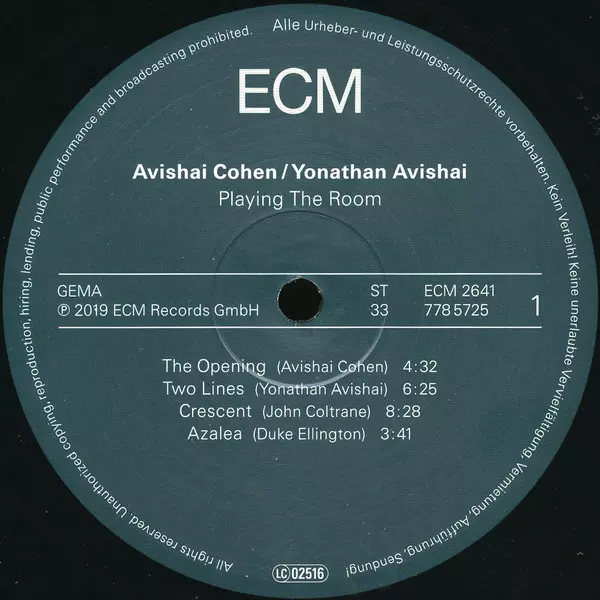 ECM
Avishai Cohen / Yonathan Avishai
Playing The Room
GEMA ST ECM 2641
℗ 2019 ECM Records GmbH 33 778 5725 1
The Opening (Avishai Cohen) 4:32
Two Lines (Yonathan Avishai) 6:25
Crescent (John Coltrane) 8:28
Azalea (Duke Ellington) 3:41
LC 02516
All rights reserved. Unauthorized copying, reproduction, hiring, lending, public performance and broadcasting prohibited.
Alle Urheber- und Leistungsschutzrechte vorbehalten. Kein Verleih! Keine unerlaubte Vervielfältigung, Vermietung, Aufführung, Sendung!